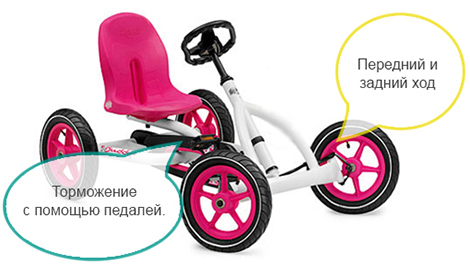 Передний и
задний ход
Торможение
с помощью педалей.